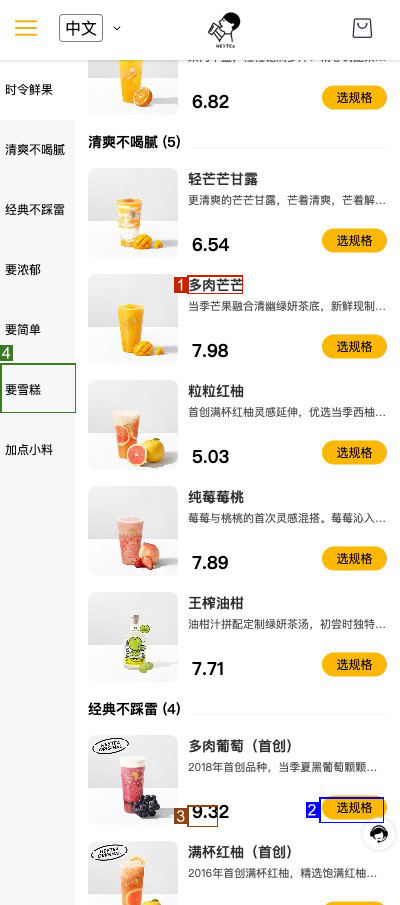 中文
HEYTEA
时令鲜果
清爽不喝腻
经典不踩雷
要浓郁
要简单
4
要雪糕
加点小料
6.82
选规格
清爽不喝腻 (5)
轻芒芒甘露
更清爽的芒芒甘露，芒着清爽，芒着解...
6.54
选规格
1
多肉芒芒
当季芒果融合清幽绿妍茶底，新鲜现制...
7.98
选规格
粒粒红柚
首创满杯红柚灵感延伸，优选当季西柚...
5.03
选规格
纯莓莓桃
莓莓与桃桃的首次灵感混搭。莓莓沁入...
7.89
选规格
王榨油柑
油柑汁拼配定制绿妍茶汤，初尝时独特...
7.71
选规格
经典不踩雷 (4)
HEYTEA
ORIGINAL
多肉葡萄（首创）
2018年首创品种，当季夏黑葡萄颗颗...
3
9.32
2
选规格
HEYTEA
ORIGINAL
满杯红柚（首创）
2016年首创满杯红柚，精选饱满红柚...